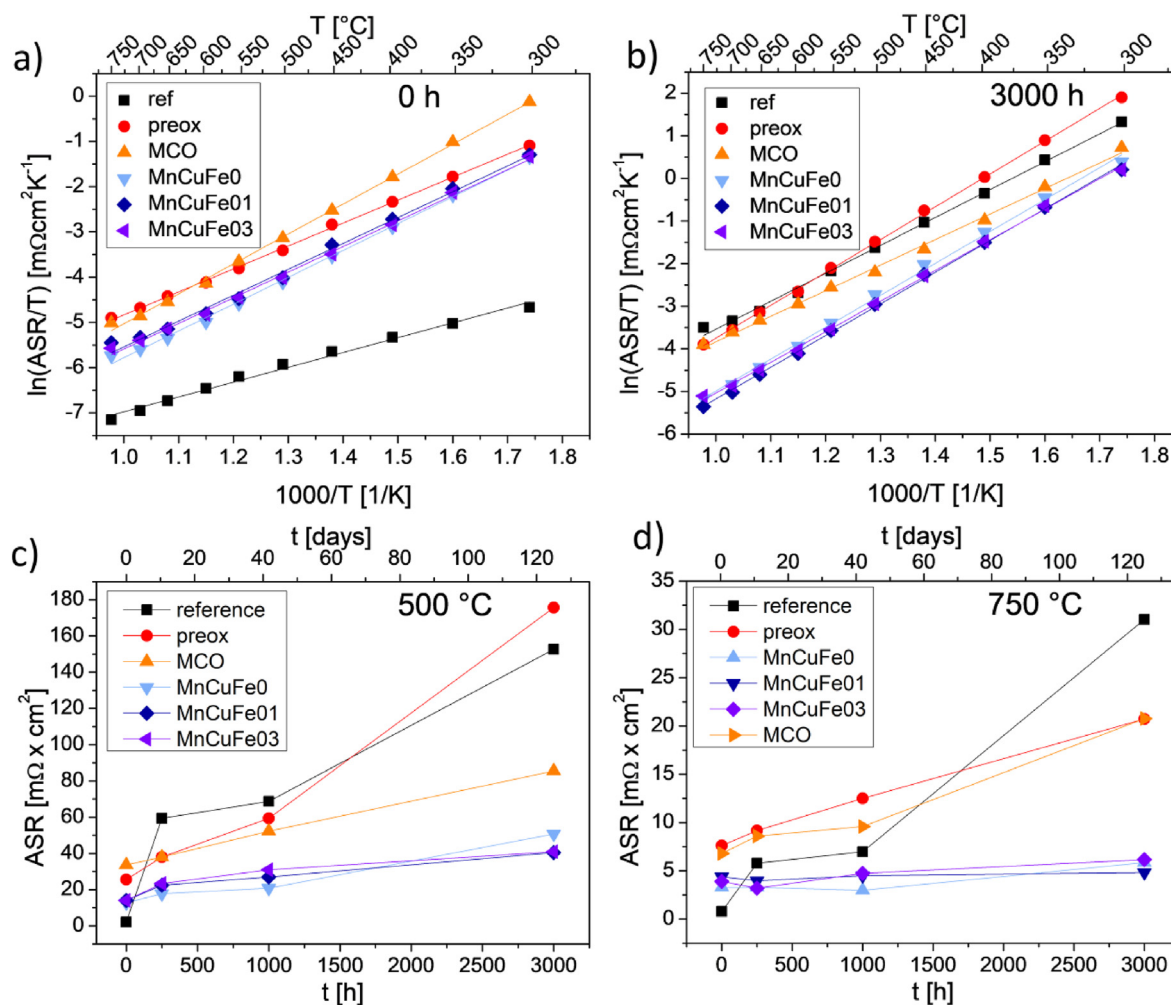 a)
T [°C]
750 700 650 600 550 500 450 400 350 300
0 h
ref
preox
MCO
MnCuFe0
MnCuFe01
MnCuFe03
0
-1
-2
-3
-4
-5
-6
-7
ln(ASR/T) [mΩcm²K⁻¹]
1.0 1.1 1.2 1.3 1.4 1.5 1.6 1.7 1.8
1000/T [1/K]
b)
T [°C]
750 700 650 600 550 500 450 400 350 300
3000 h
ref
preox
MCO
MnCuFe0
MnCuFe01
MnCuFe03
2
1
0
-1
-2
-3
-4
-5
-6
ln(ASR/T) [mΩcm²K⁻¹]
1.0 1.1 1.2 1.3 1.4 1.5 1.6 1.7 1.8
1000/T [1/K]
c)
t [days]
0 20 40 60 80 100 120
500 °C
reference
preox
MCO
MnCuFe0
MnCuFe01
MnCuFe03
180
160
140
120
100
80
60
40
20
0
ASR [mΩ x cm²]
0 500 1000 1500 2000 2500 3000
t [h]
d)
t [days]
0 20 40 60 80 100 120
750 °C
reference
preox
MnCuFe0
MnCuFe01
MnCuFe03
MCO
35
30
25
20
15
10
5
0
ASR [mΩ x cm²]
0 500 1000 1500 2000 2500 3000
t [h]